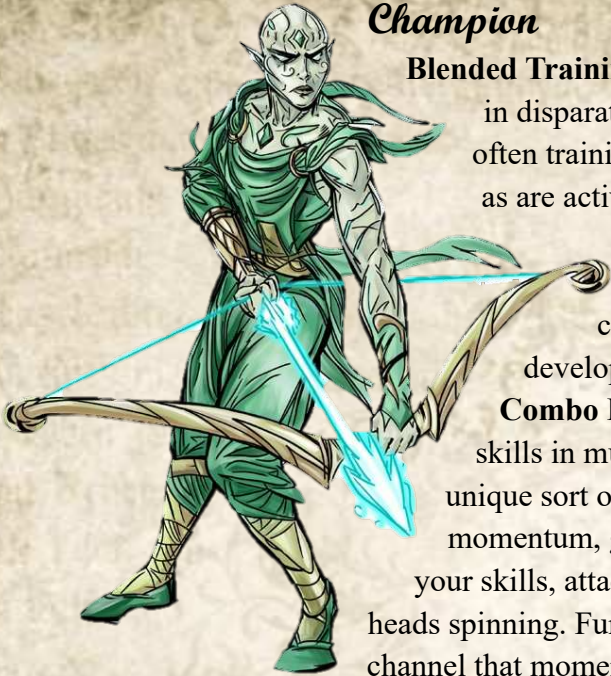 Champion
Blended Traini
in disparat
often traini
as are activ
c
develop
Combo
skills in mu
unique sort o
momentum,
your skills, atta
heads spinning. Fu
channel that mome